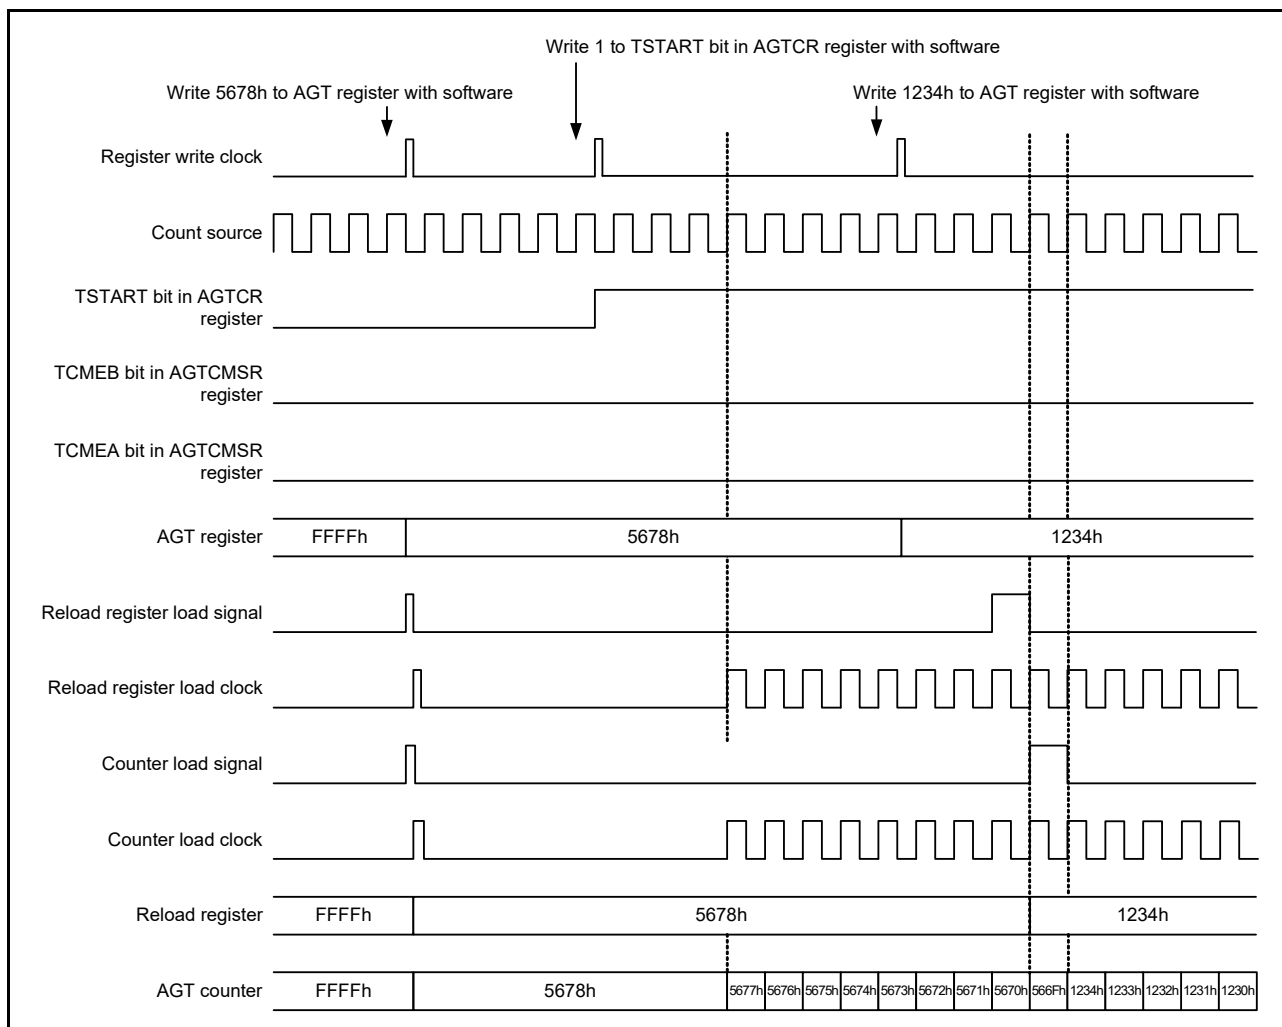 Write 1 to TSTART bit in AGTCR register with software
Write 5678h to AGT register with software
Write 1234h to AGT register with software
Register write clock
Count source
TSTART bit in AGTCR
register
TCMEB bit in AGTCMSR
register
TCMEA bit in AGTCMSR
register
AGT register FFFFh 5678h 1234h
Reload register load signal
Reload register load clock
Counter load signal
Counter load clock
Reload register FFFFh 5678h 1234h
AGT counter FFFFh 5678h 5677h 5676h 5675h 5674h 5673h 5672h 5671h 5670h 566Fh 1234h 1233h 1232h 1231h 1230h